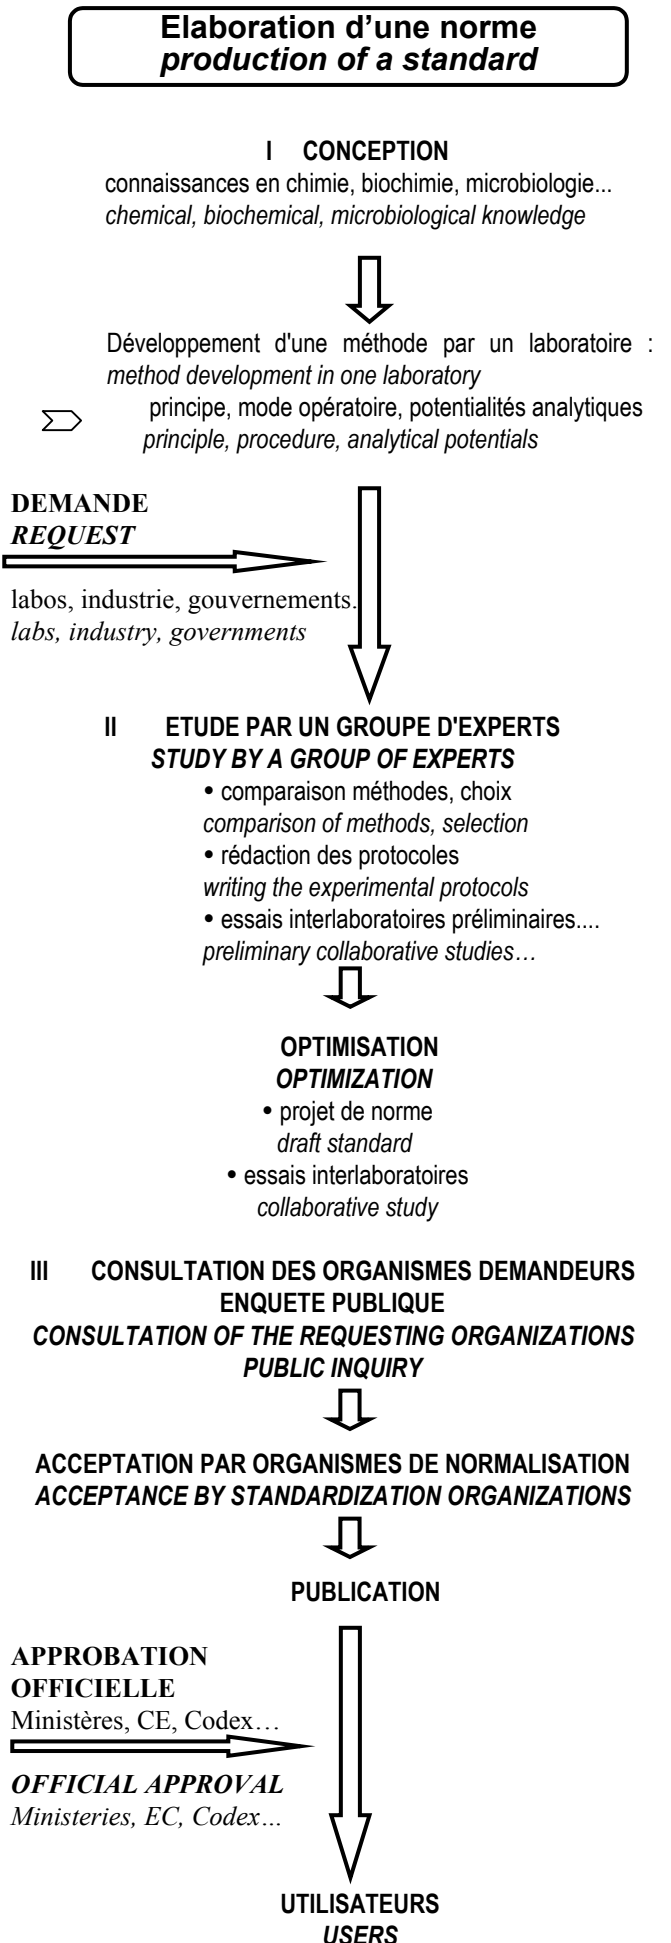 Elaboration d’une norme
production of a standard
I CONCEPTION
connaissances en chimie, biochimie, microbiologie...
chemical, biochemical, microbiological knowledge
Développement d'une méthode par un laboratoire :
method development in one laboratory
principe, mode opératoire, potentialités analytiques
principle, procedure, analytical potentials
DEMANDE
REQUEST
labos, industrie, gouvernements.
labs, industry, governments
II ETUDE PAR UN GROUPE D'EXPERTS
STUDY BY A GROUP OF EXPERTS
• comparaison méthodes, choix
comparison of methods, selection
• rédaction des protocoles
writing the experimental protocols
• essais interlaboratoires préliminaires....
preliminary collaborative studies…
OPTIMISATION
OPTIMIZATION
• projet de norme
draft standard
• essais interlaboratoires
collaborative study
III CONSULTATION DES ORGANISMES DEMANDEURS
ENQUETE PUBLIQUE
CONSULTATION OF THE REQUESTING ORGANIZATIONS
PUBLIC INQUIRY
ACCEPTATION PAR ORGANISMES DE NORMALISATION
ACCEPTANCE BY STANDARDIZATION ORGANIZATIONS
PUBLICATION
APPROBATION
OFFICIELLE
Ministères, CE, Codex…
OFFICIAL APPROVAL
Ministeries, EC, Codex…
UTILISATEURS
USERS